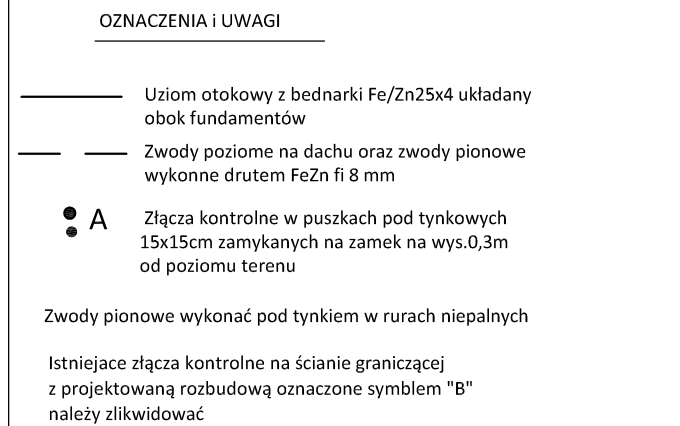 OZNACZENIA i UWAGI
Uziom otokowy z bednarki Fe/Zn25x4 układany
obok fundamentów
Zwody poziome na dachu oraz zwody pionowe
wykonne drutem FeZn fi 8 mm
A Złącza kontrolne w puszkach pod tynkowych
15x15cm zamykanych na zamek na wys.0,3m
od poziomu terenu
Zwody pionowe wykonać pod tynkiem w rurach niepalnych
Istniejace złącza kontrolne na ścianie graniczącej
z projektowaną rozbudową oznaczone symblem "B"
należy zlikwidować